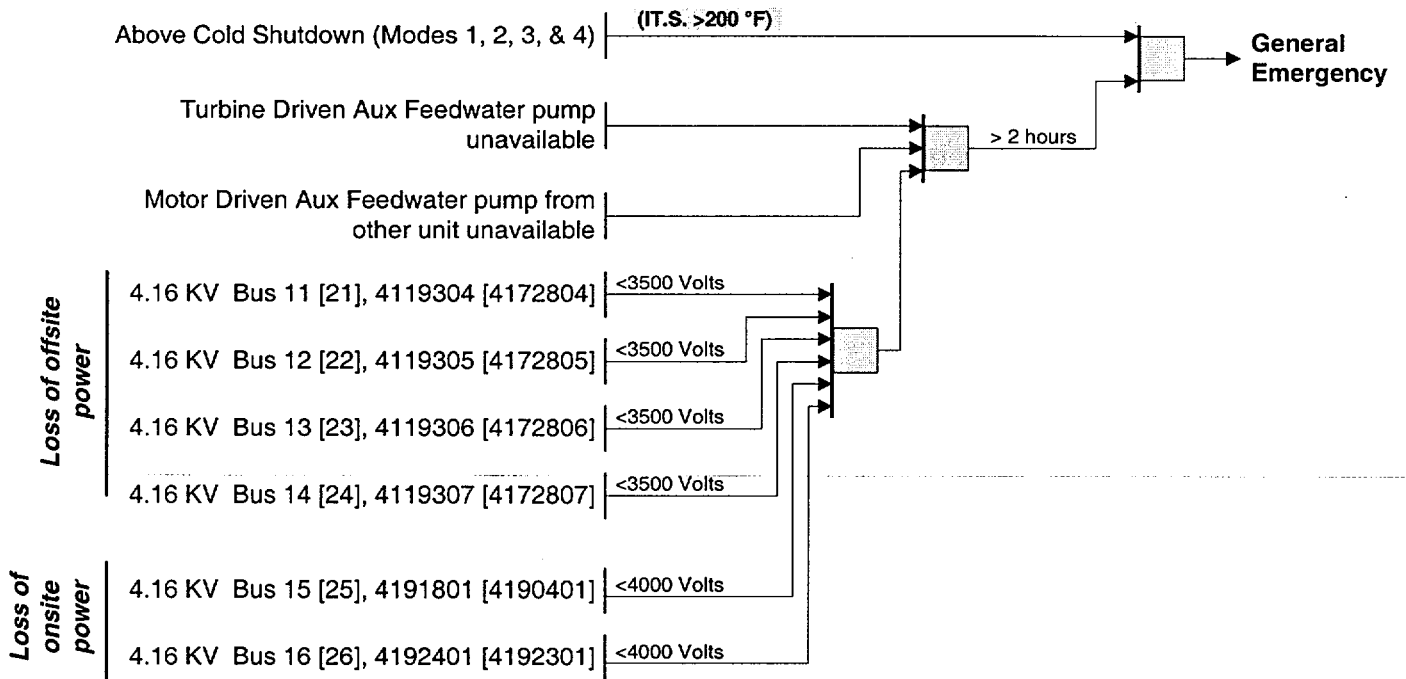 (IT.S. >200 °F)
Above Cold Shutdown (Modes 1, 2, 3, & 4)
General
Emergency
Turbine Driven Aux Feedwater pump
unavailable
> 2 hours
Motor Driven Aux Feedwater pump from
other unit unavailable
Loss of offsite
power
4.16 KV Bus 11 [21], 4119304 [4172804]
<3500 Volts
4.16 KV Bus 12 [22], 4119305 [4172805]
<3500 Volts
4.16 KV Bus 13 [23], 4119306 [4172806]
<3500 Volts
4.16 KV Bus 14 [24], 4119307 [4172807]
<3500 Volts
Loss of
onsite
power
4.16 KV Bus 15 [25], 4191801 [4190401]
<4000 Volts
4.16 KV Bus 16 [26], 4192401 [4192301]
<4000 Volts